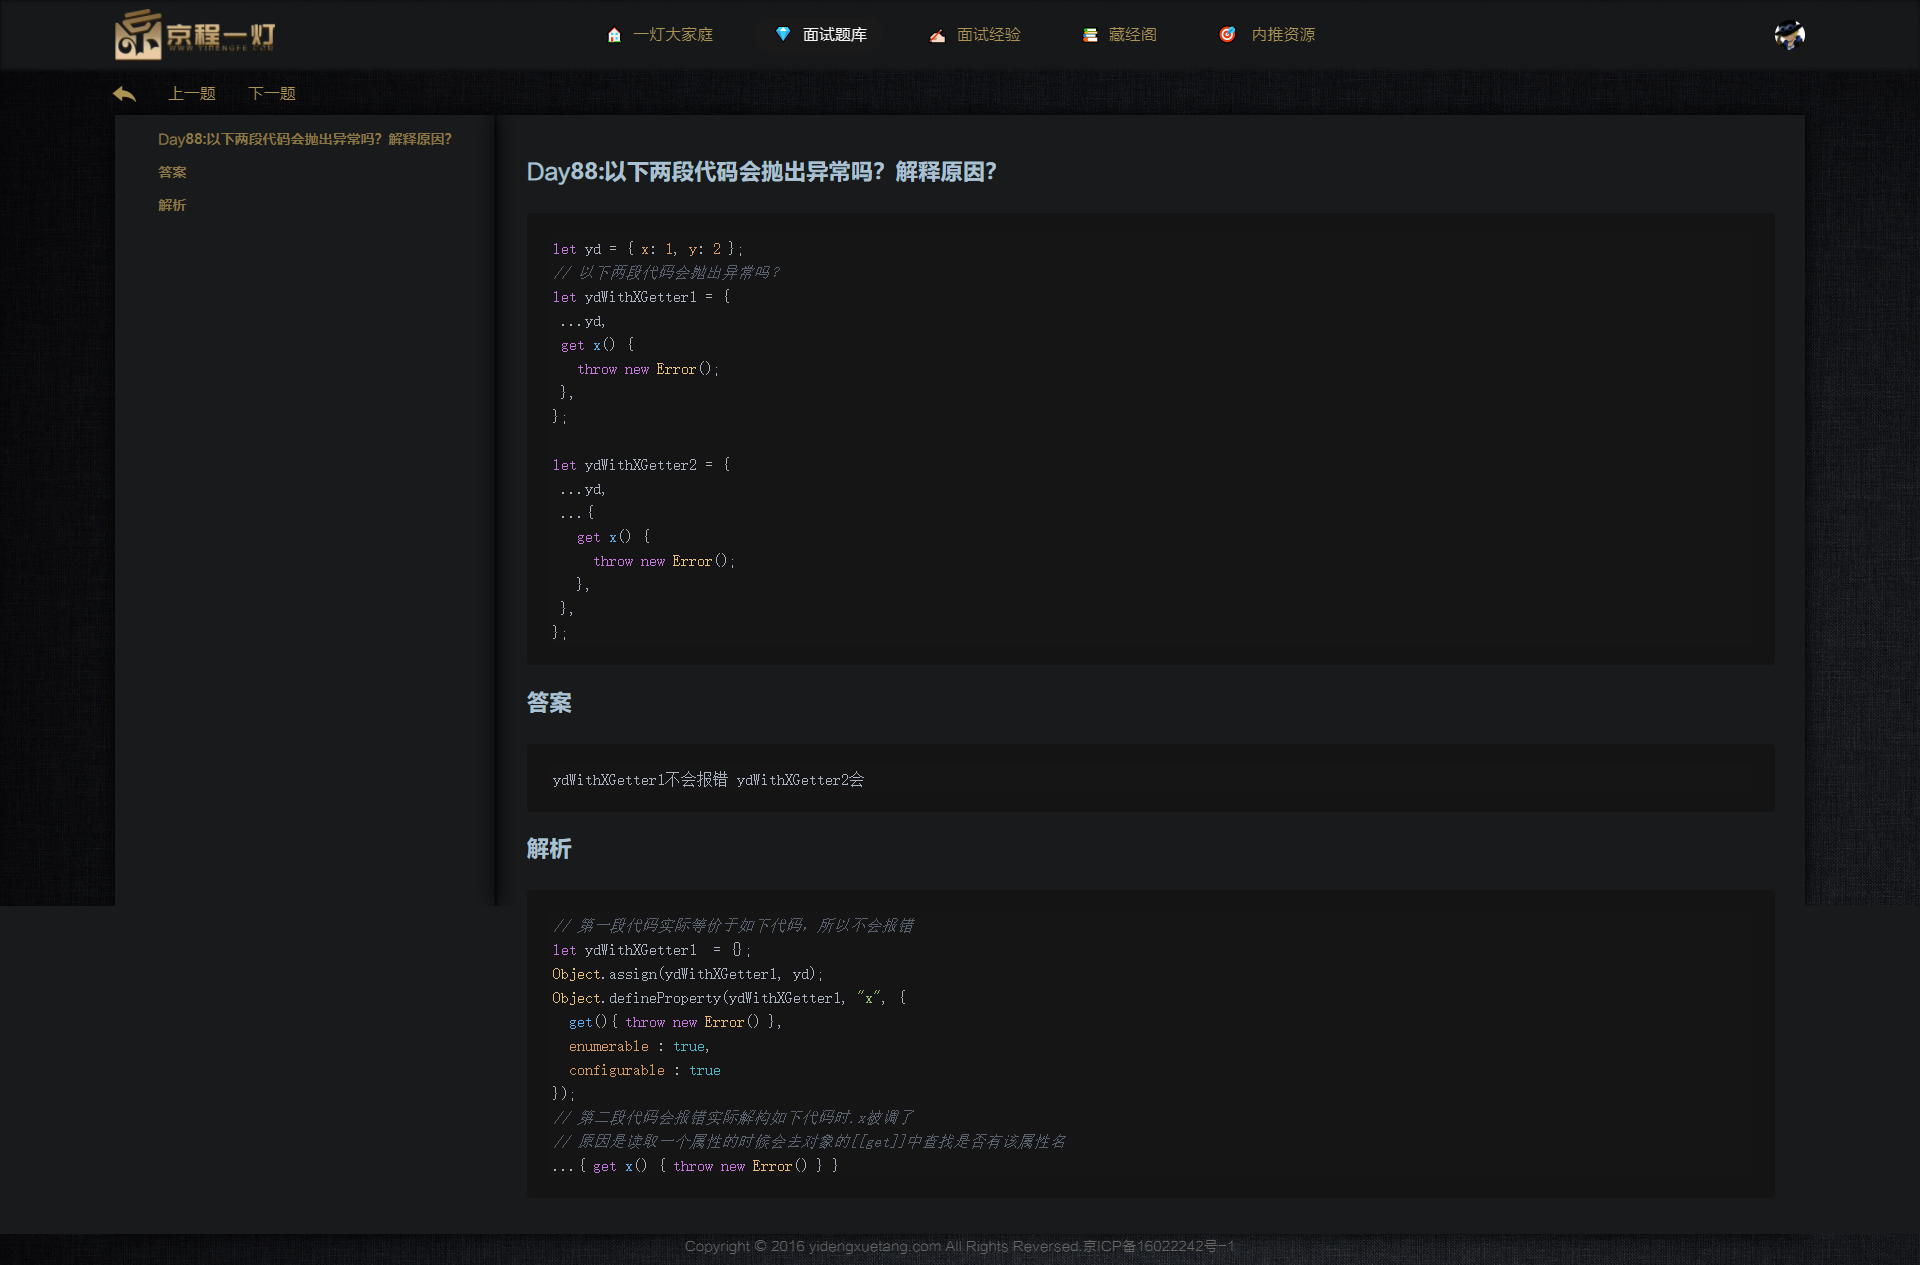 京程一灯
WWW.YIDENGFE.COM
一灯大家庭
面试题库
面试经验
藏经阁
内推资源
上一题
下一题
Day88:以下两段代码会抛出异常吗？解释原因？
答案
解析
Day88:以下两段代码会抛出异常吗？解释原因？
let yd = { x: 1, y: 2 };
// 以下两段代码会抛出异常吗？
let ydWithXGetter1 = {
 ...yd,
 get x() {
   throw new Error();
 },
};
let ydWithXGetter2 = {
 ...yd,
 ...{
   get x() {
     throw new Error();
   },
 },
};
答案
ydWithXGetter1不会报错 ydWithXGetter2会
解析
// 第一段代码实际等价于如下代码，所以不会报错
let ydWithXGetter1  = {};
Object.assign(ydWithXGetter1, yd);
Object.defineProperty(ydWithXGetter1, "x", {
  get(){ throw new Error() },
  enumerable : true,
  configurable : true
});
// 第二段代码会报错实际解构如下代码时.x被调了
// 原因是读取一个属性的时候会去对象的[[get]]中查找是否有该属性名
...{ get x() { throw new Error() } }
Copyright © 2016 yidengxuetang.com All Rights Reversed.京ICP备16022242号-1